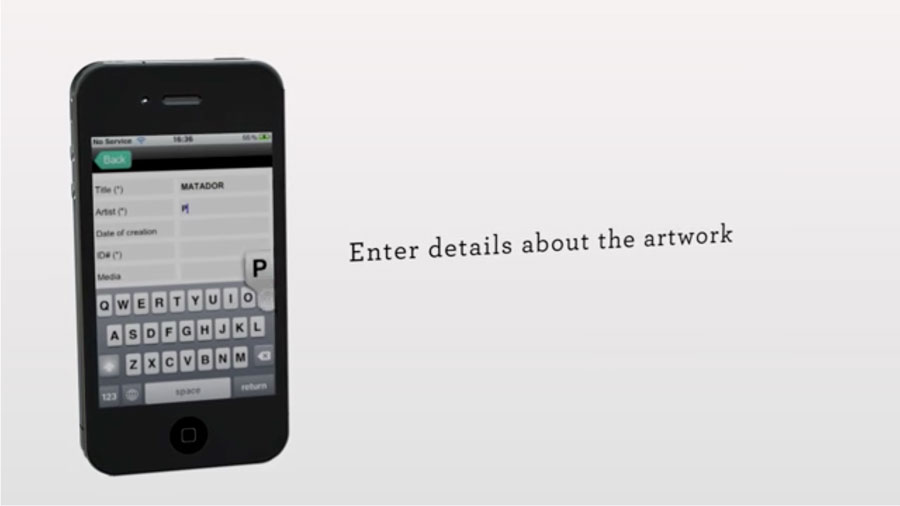 No Service 16:36 55%
Back
Title (*) MATADOR
Artist (*) P
Date of creation
ID# (*)
Media
P
Q W E R T Y U I O
A S D F G H J K L
Z X C V B N M
123 space return
Enter details about the artwork